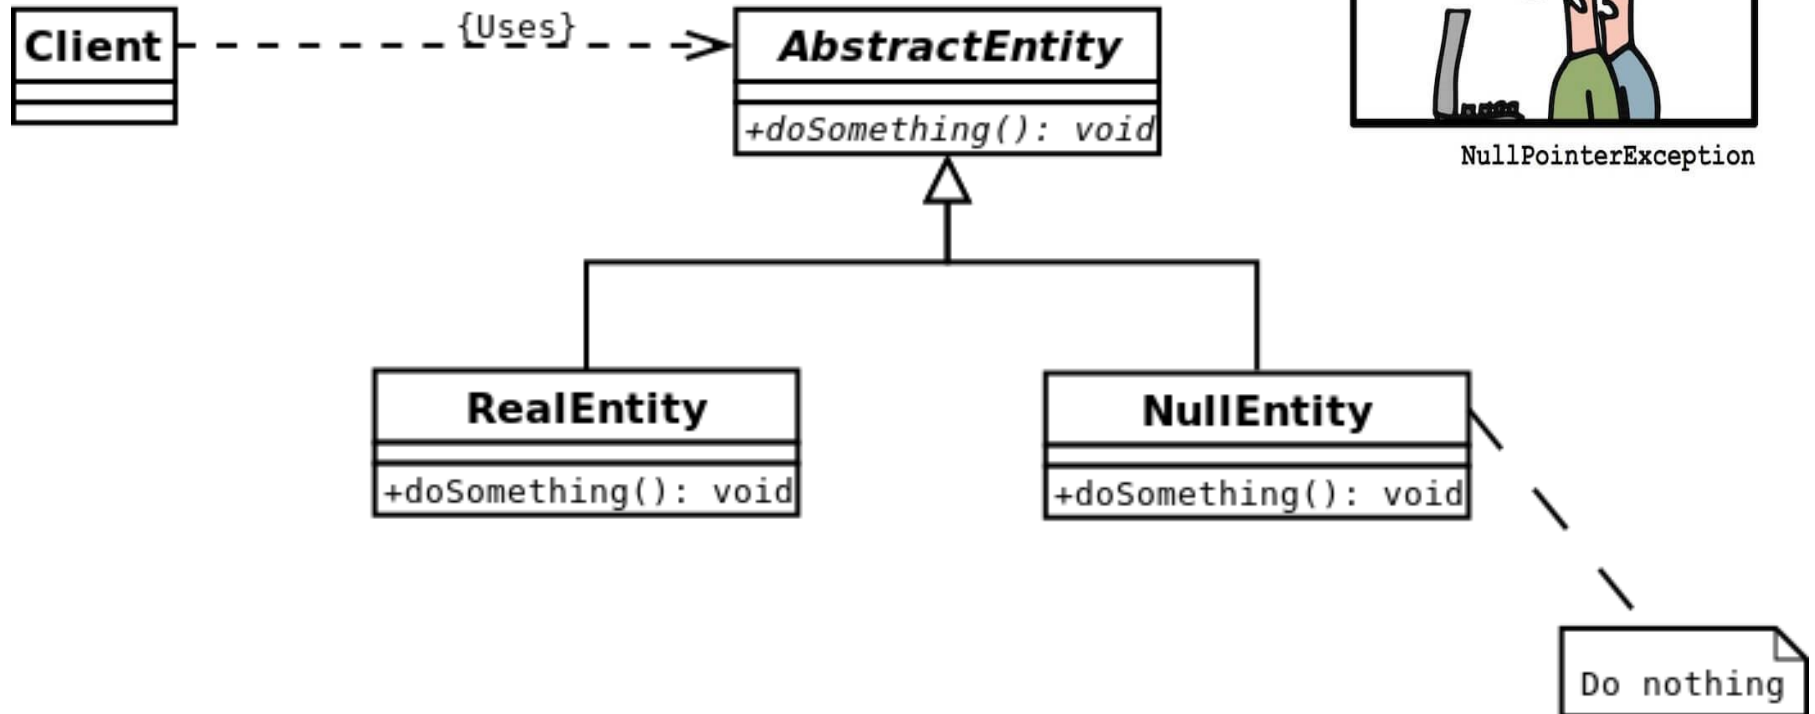 Client
{Uses}
AbstractEntity
+doSomething(): void
NullPointerException
RealEntity
+doSomething(): void
NullEntity
+doSomething(): void
Do nothing